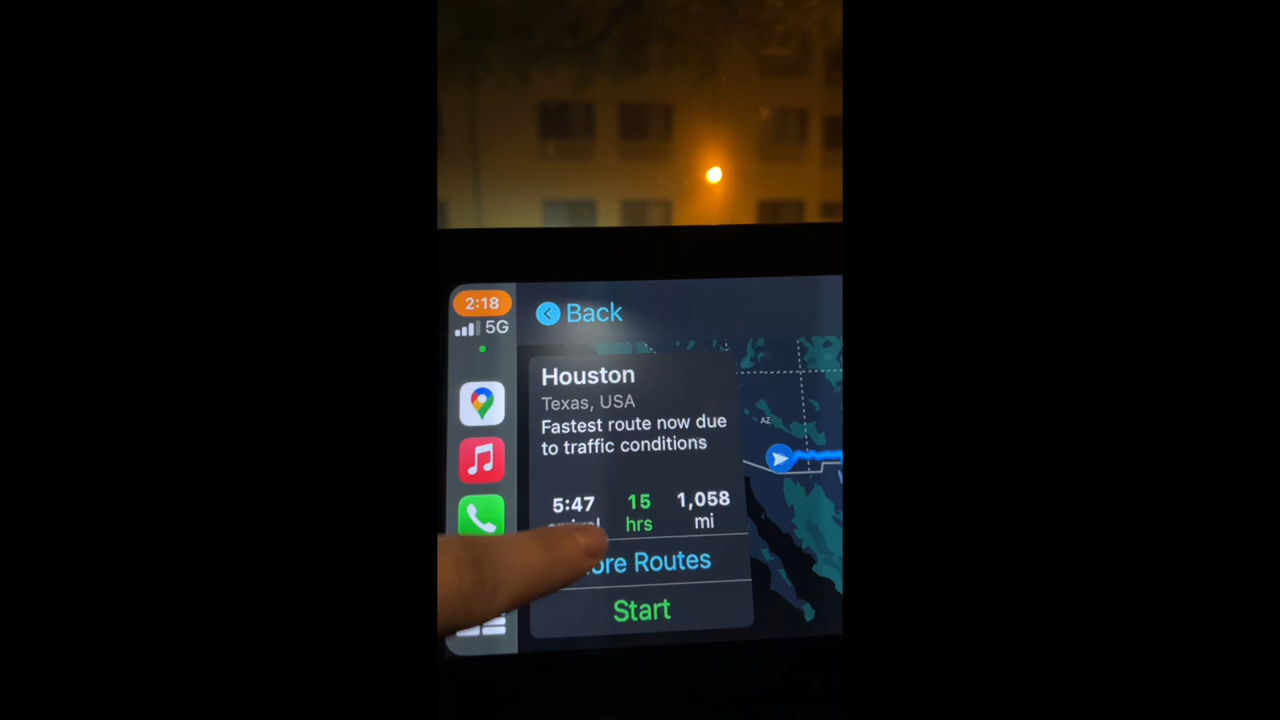 2:18
5G
Back
Houston
Texas, USA
Fastest route now due
to traffic conditions
5:47 15 1,058
hrs mi
Routes
Start
AZ